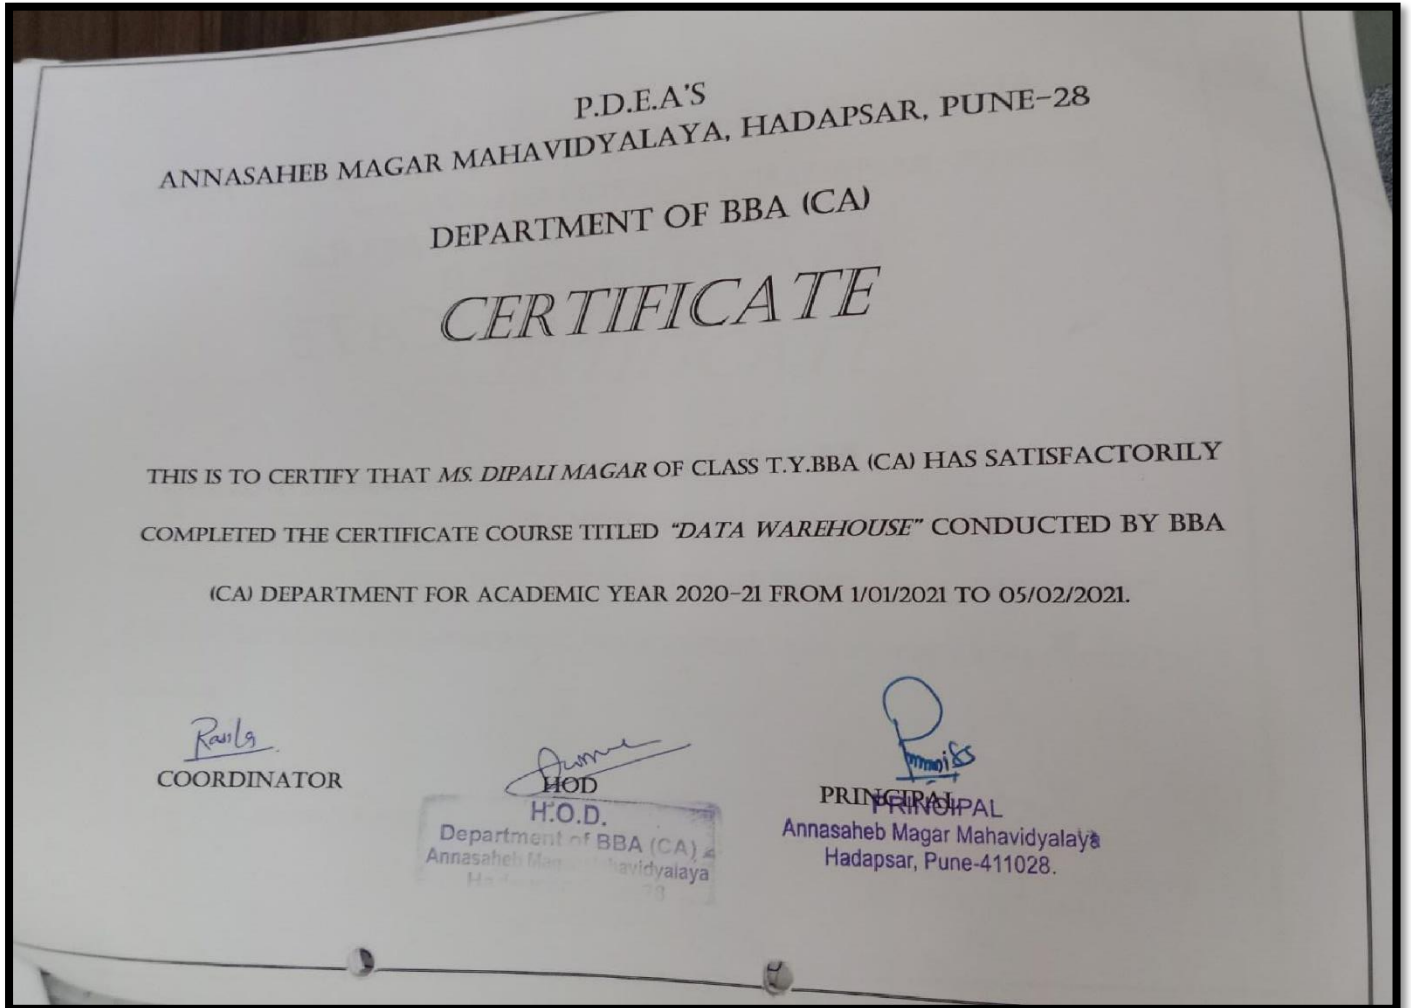 P.D.E.A'S
ANNASAHEB MAGAR MAHAVIDYALAYA, HADAPSAR, PUNE-28
DEPARTMENT OF BBA (CA)
CERTIFICATE
THIS IS TO CERTIFY THAT MS. DIPALI MAGAR OF CLASS T.Y.BBA (CA) HAS SATISFACTORILY
COMPLETED THE CERTIFICATE COURSE TITLED "DATA WAREHOUSE" CONDUCTED BY BBA
(CA) DEPARTMENT FOR ACADEMIC YEAR 2020-21 FROM 1/01/2021 TO 05/02/2021.
COORDINATOR
HOD
H.O.D.
Department of BBA (CA)
Annasaheb
PRINCIPAL
PRINCIPAL
Annasaheb Magar Mahavidyalaya
Hadapsar, Pune-411028.